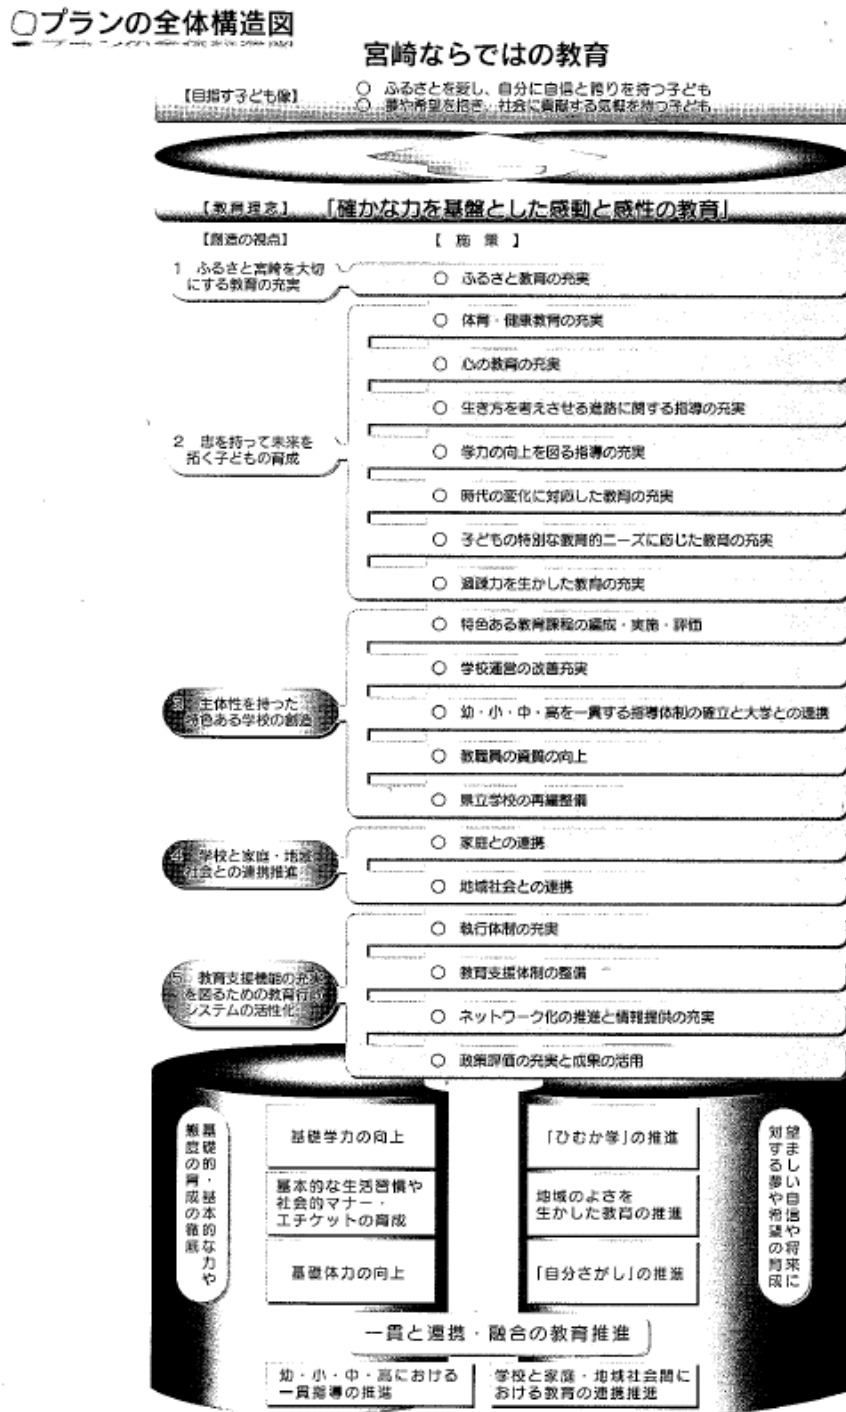 ○プランの全体構造図
宮崎ならではの教育
【目指す子ども像】
○ ふるさとを愛し、自分に自信と誇りを持つ子ども
○ 夢や希望を抱き、社会に貢献する気概を持つ子ども
【教育理念】 「確かな力を基盤とした感動と感性の教育」
【創造の視点】 【 施 策 】
1 ふるさと宮崎を大切
にする教育の充実
○ ふるさと教育の充実
○ 体育・健康教育の充実
○ 心の教育の充実
○ 生き方を考えさせる進路に関する指導の充実
2 志を持って未来を
拓く子どもの育成
○ 学力の向上を図る指導の充実
○ 時代の変化に対応した教育の充実
○ 子どもの特別な教育的ニーズに応じた教育の充実
○ 過疎力を生かした教育の充実
○ 特色ある教育課程の編成・実施・評価
○ 学校運営の改善充実
3 主体性を持った
特色ある学校の創造
○ 幼・小・中・高を一貫する指導体制の確立と大学との連携
○ 教職員の資質の向上
○ 県立学校の再編整備
4 学校と家庭・地域
社会との連携推進
○ 家庭との連携
○ 地域社会との連携
○ 執行体制の充実
5 教育支援機能の充実
を図るための教育行政
システムの活性化
○ 教育支援体制の整備
○ ネットワーク化の推進と情報提供の充実
○ 政策評価の充実と成果の活用
基礎的・基本的な力や
態度の育成の徹底
基礎学力の向上
基本的な生活習慣や
社会的マナー・
エチケットの育成
基礎体力の向上
「ひむか学」の推進
地域のよさを
生かした教育の推進
「自分さがし」の推進
望ましい自信や将来に
対する夢や希望の育成
一貫と連携・融合の教育推進
幼・小・中・高における
一貫指導の推進
学校と家庭・地域社会間に
おける教育の連携推進